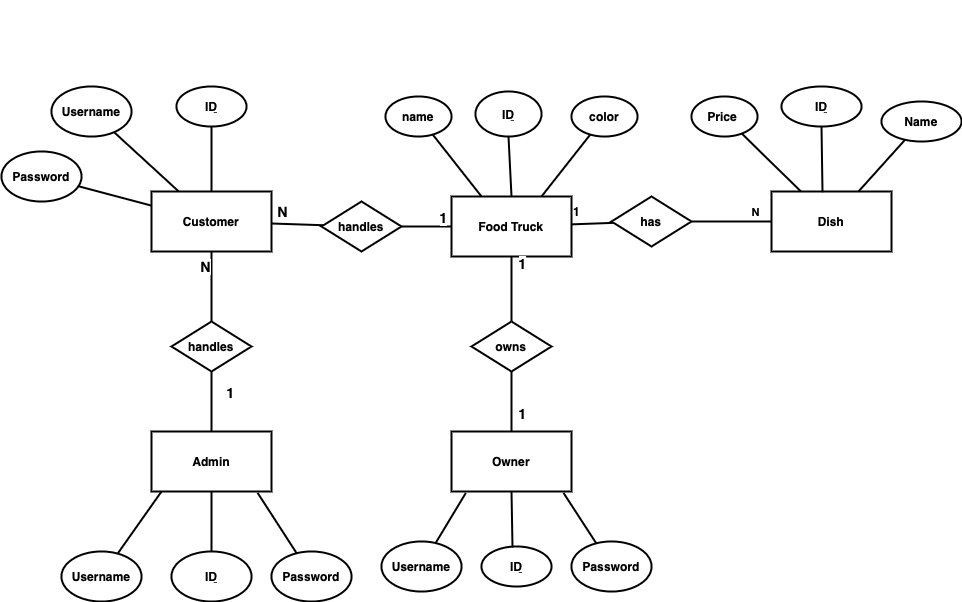 Username
ID
name
ID
color
Price
ID
Name
Password
Customer
N
handles
1
Food Truck
1
has
N
Dish
N
1
handles
owns
1
1
Admin
Owner
Username
ID
Password
Username
ID
Password